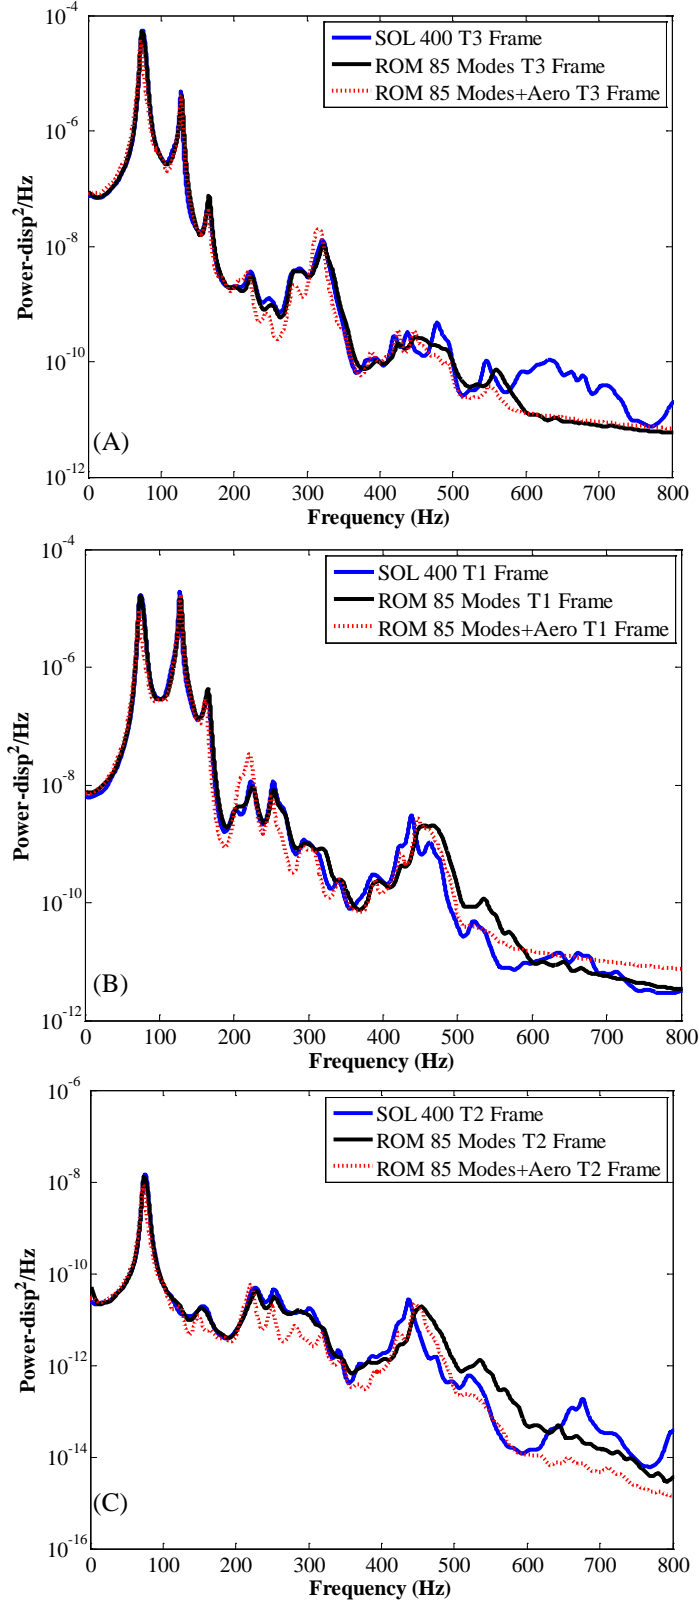 10^-4
SOL 400 T3 Frame
ROM 85 Modes T3 Frame
ROM 85 Modes+Aero T3 Frame
10^-6
Power-disp^2/Hz
10^-8
10^-10
(A)
10^-12
0 100 200 300 400 500 600 700 800
Frequency (Hz)
10^-4
SOL 400 T1 Frame
ROM 85 Modes T1 Frame
ROM 85 Modes+Aero T1 Frame
10^-6
Power-disp^2/Hz
10^-8
10^-10
(B)
10^-12
0 100 200 300 400 500 600 700 800
Frequency (Hz)
10^-6
SOL 400 T2 Frame
ROM 85 Modes T2 Frame
ROM 85 Modes+Aero T2 Frame
10^-8
Power-disp^2/Hz
10^-10
10^-12
10^-14
(C)
10^-16
0 100 200 300 400 500 600 700 800
Frequency (Hz)